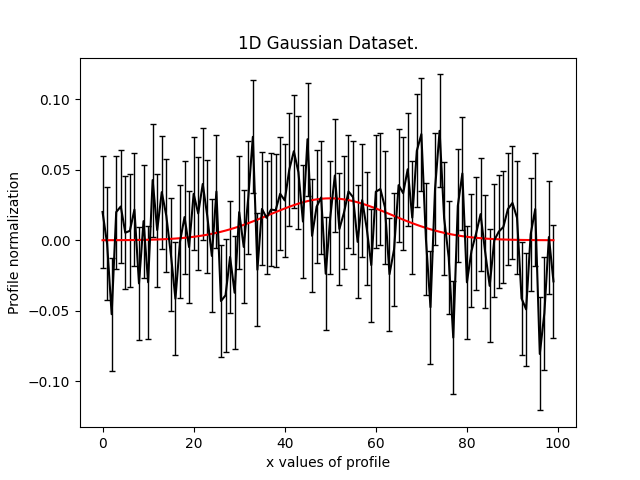 1D Gaussian Dataset.
0.10
0.05
0.00
−0.05
−0.10
Profile normalization
0 20 40 60 80 100
x values of profile